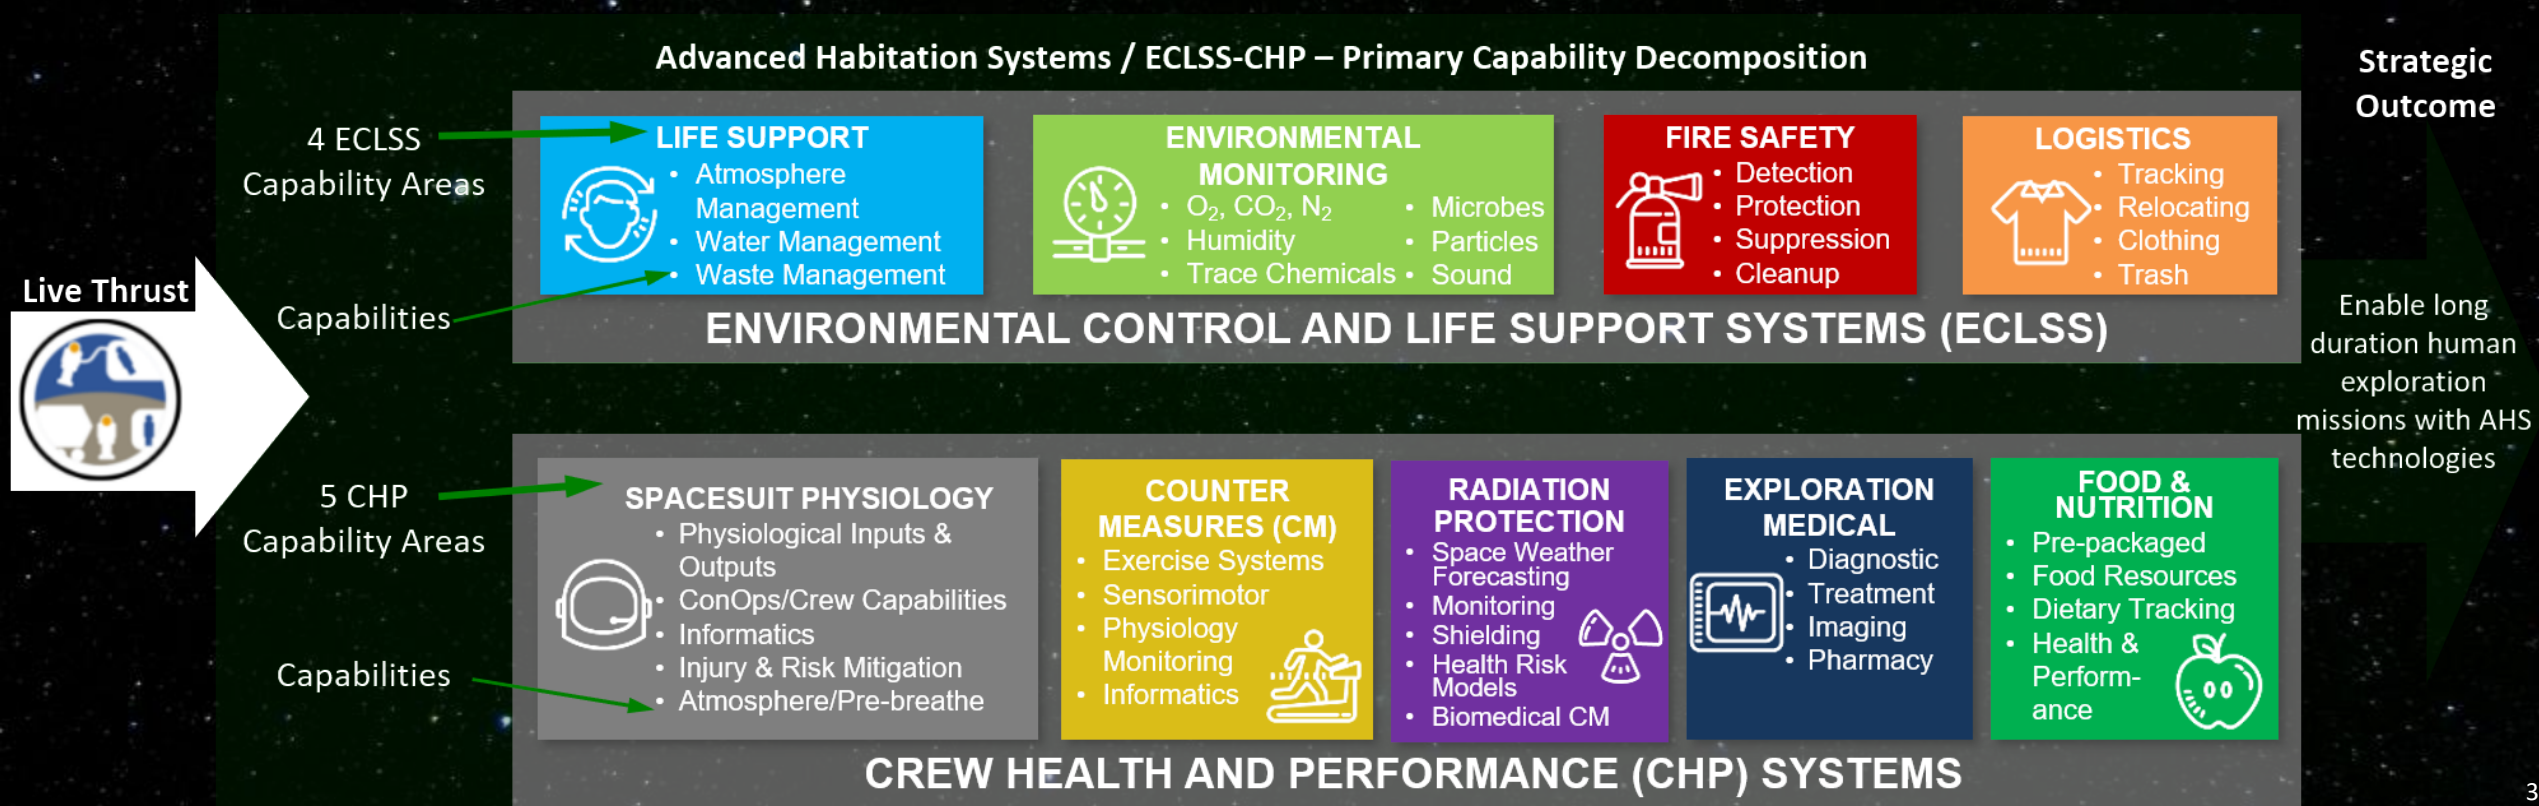 Advanced Habitation Systems / ECLSS-CHP – Primary Capability Decomposition
Strategic
Outcome
4 ECLSS
Capability Areas
Capabilities
Live Thrust
LIFE SUPPORT
• Atmosphere
Management
• Water Management
• Waste Management
ENVIRONMENTAL
MONITORING
• O₂, CO₂, N₂
• Humidity
• Trace Chemicals
• Microbes
• Particles
• Sound
FIRE SAFETY
• Detection
• Protection
• Suppression
• Cleanup
LOGISTICS
• Tracking
• Relocating
• Clothing
• Trash
ENVIRONMENTAL CONTROL AND LIFE SUPPORT SYSTEMS (ECLSS)
Enable long
duration human
exploration
missions with AHS
technologies
5 CHP
Capability Areas
Capabilities
SPACESUIT PHYSIOLOGY
• Physiological Inputs &
Outputs
• ConOps/Crew Capabilities
• Informatics
• Injury & Risk Mitigation
• Atmosphere/Pre-breathe
COUNTER
MEASURES (CM)
• Exercise Systems
• Sensorimotor
• Physiology
Monitoring
• Informatics
RADIATION
PROTECTION
• Space Weather
Forecasting
• Monitoring
• Shielding
• Health Risk
Models
• Biomedical CM
EXPLORATION
MEDICAL
• Diagnostic
• Treatment
• Imaging
• Pharmacy
FOOD &
NUTRITION
• Pre-packaged
• Food Resources
• Dietary Tracking
• Health &
Perform-
ance
CREW HEALTH AND PERFORMANCE (CHP) SYSTEMS
3